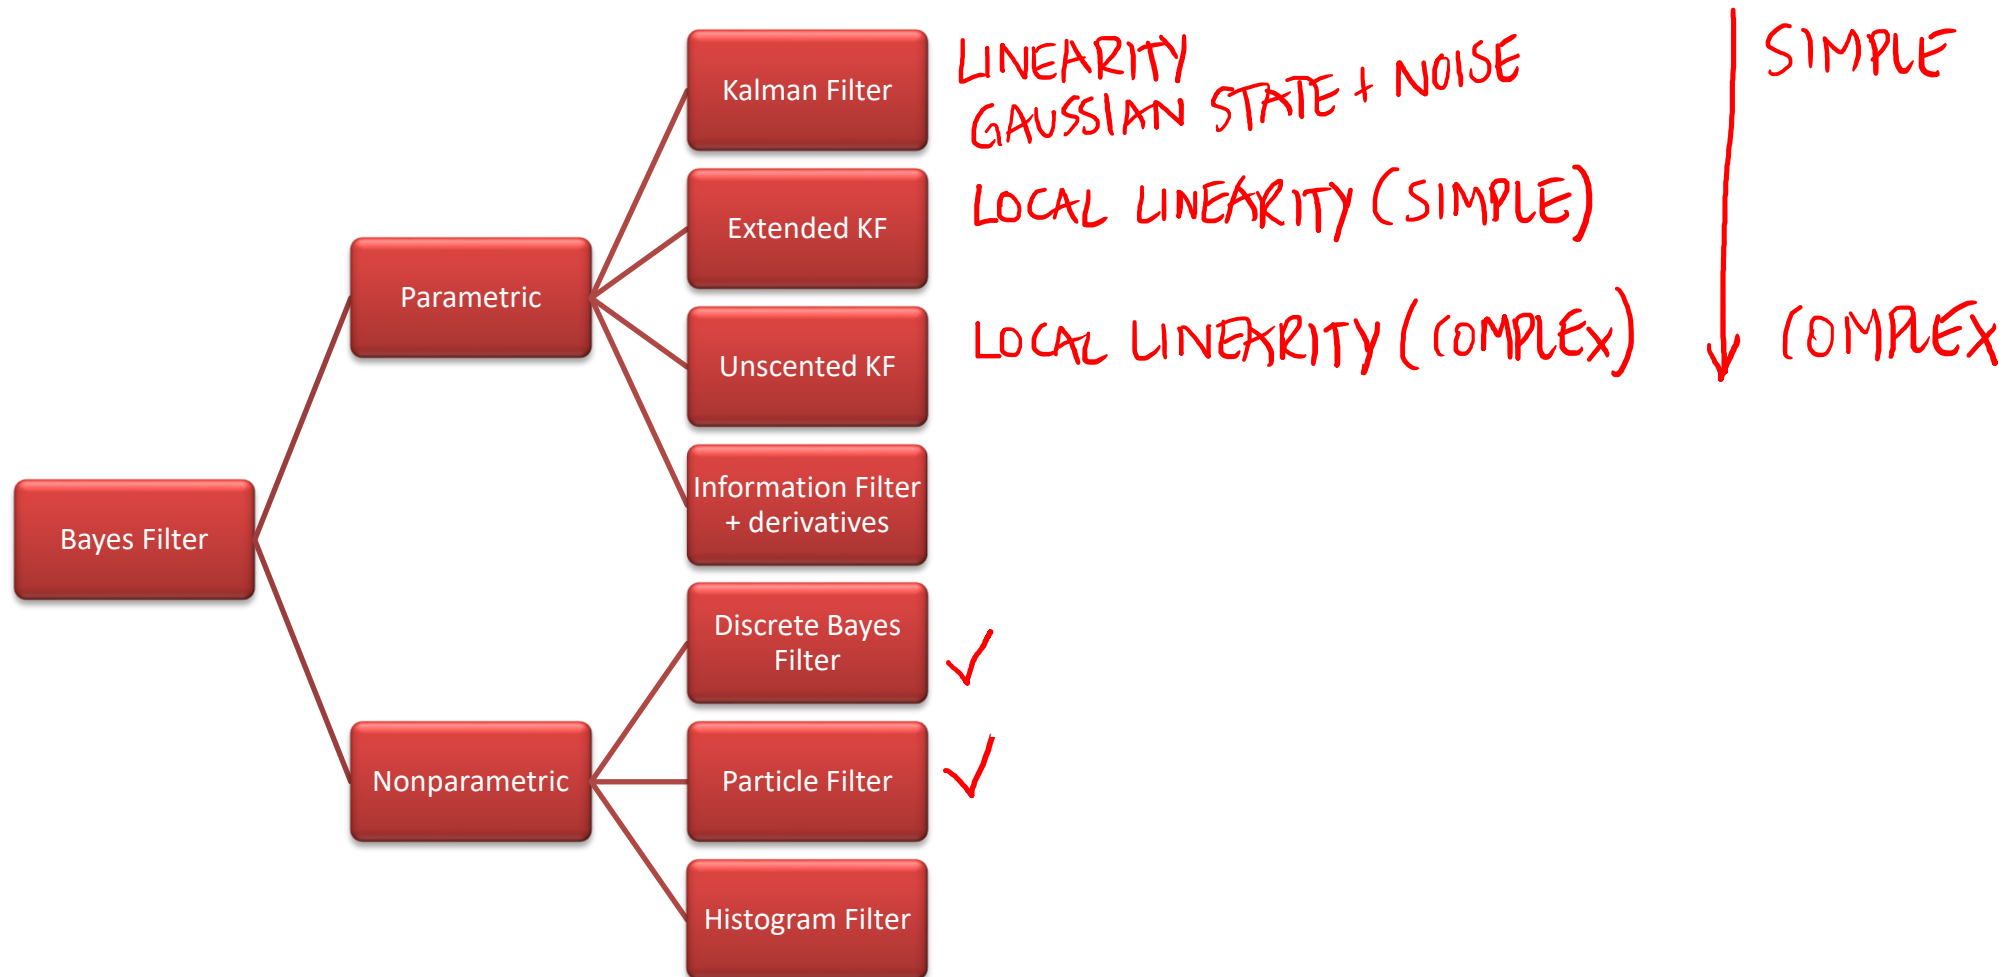 Kalman Filter
LINEARITY
GAUSSIAN STATE + NOISE
SIMPLE
Extended KF
LOCAL LINEARITY (SIMPLE)
Parametric
Unscented KF
LOCAL LINEARITY (COMPLEX)
COMPLEX
Information Filter
+ derivatives
Bayes Filter
Discrete Bayes
Filter
Nonparametric
Particle Filter
Histogram Filter